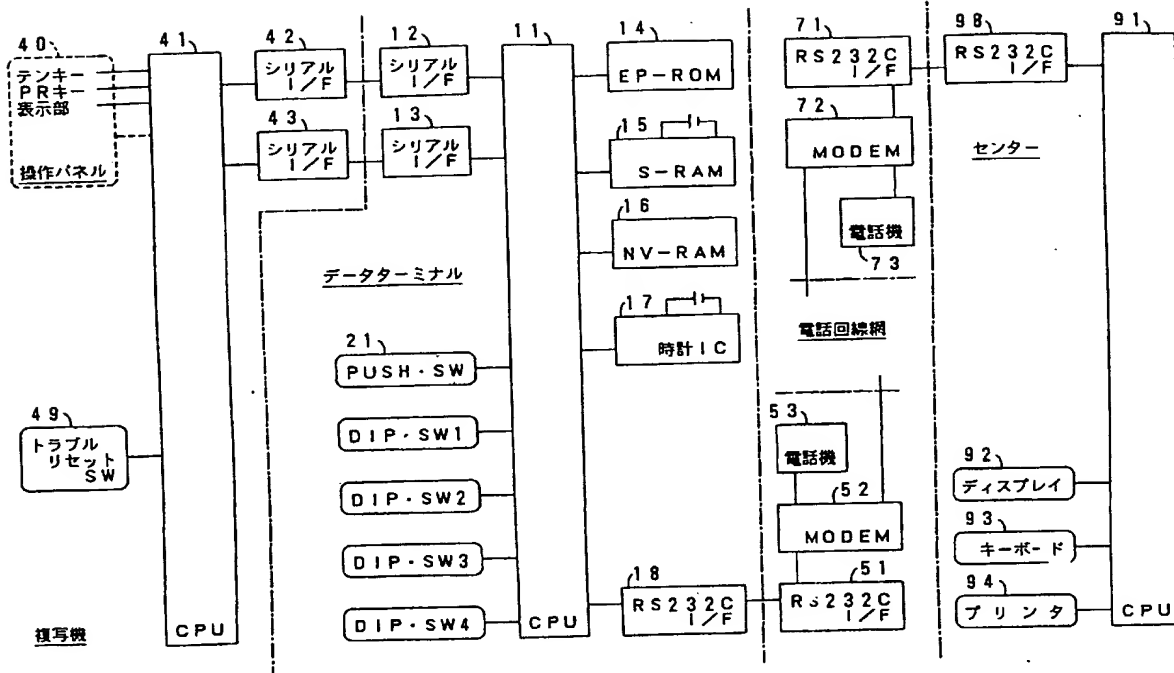 40
テンキー
PRキー
表示部
操作パネル
41
CPU
42
シリアル
I/F
43
シリアル
I/F
49
トラブル
リセット
SW
複写機
12
シリアル
I/F
13
シリアル
I/F
データターミナル
11
CPU
14
EP-ROM
15
S-RAM
16
NV-RAM
17
時計IC
21
PUSH・SW
DIP・SW1
DIP・SW2
DIP・SW3
DIP・SW4
18
RS232C
I/F
71
RS232C
I/F
72
MODEM
電話機
73
電話回線網
53
電話機
52
MODEM
51
RS232C
I/F
98
RS232C
I/F
センター
91
CPU
92
ディスプレイ
93
キーボード
94
プリンタ